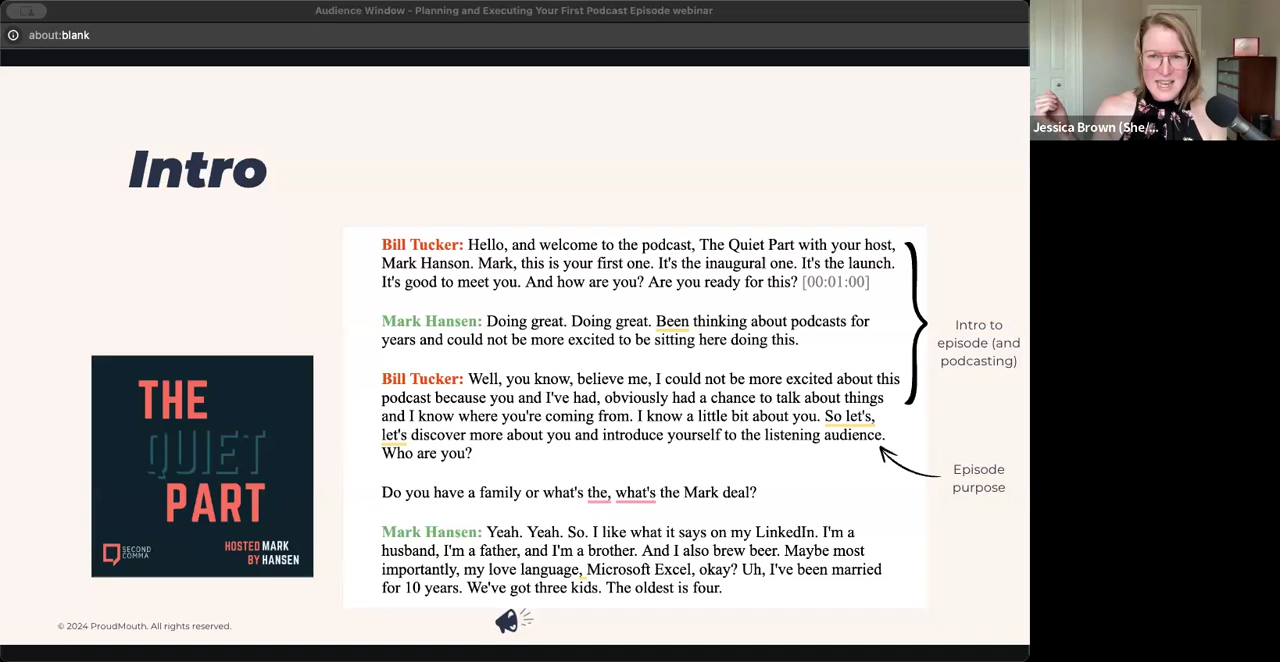 Audience Window - Planning and Executing Your First Podcast Episode webinar
about:blank
Jessica Brown (She/...
Intro
Bill Tucker: Hello, and welcome to the podcast, The Quiet Part with your host,
Mark Hanson. Mark, this is your first one. It's the inaugural one. It's the launch.
It's good to meet you. And how are you? Are you ready for this? [00:01:00]
Mark Hansen: Doing great. Doing great. Been thinking about podcasts for
years and could not be more excited to be sitting here doing this.
Bill Tucker: Well, you know, believe me, I could not be more excited about this
podcast because you and I've had, obviously had a chance to talk about things
and I know where you're coming from. I know a little bit about you. So let's,
let's discover more about you and introduce yourself to the listening audience.
Who are you?
Do you have a family or what's the, what's the Mark deal?
Mark Hansen: Yeah. Yeah. So. I like what it says on my LinkedIn. I'm a
husband, I'm a father, and I'm a brother. And I also brew beer. Maybe most
importantly, my love language, Microsoft Excel, okay? Uh, I've been married
for 10 years. We've got three kids. The oldest is four.
Intro to
episode (and
podcasting)
Episode
purpose
THE
QUIET
PART
SECOND
COMMA
HOSTED MARK
BY HANSEN
© 2024 ProudMouth. All rights reserved.